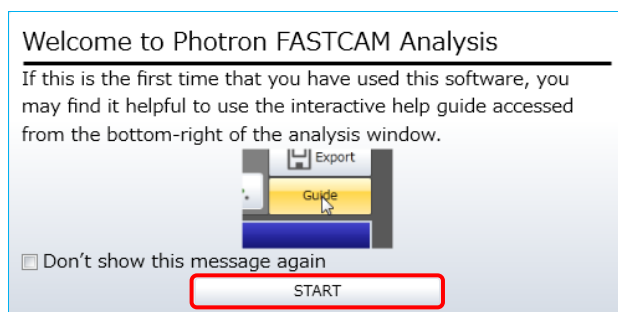 Welcome to Photron FASTCAM Analysis
If this is the first time that you have used this software, you
may find it helpful to use the interactive help guide accessed
from the bottom-right of the analysis window.
Export
Guide
Don't show this message again
START